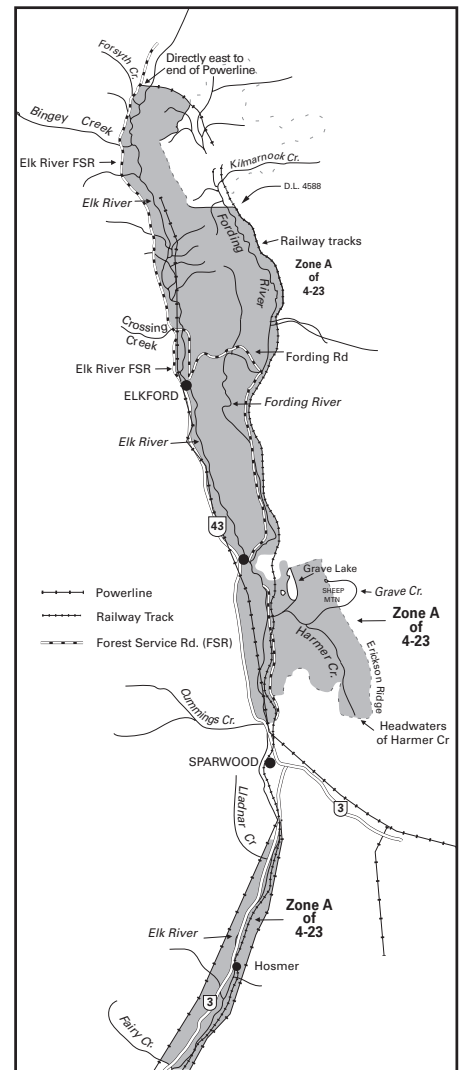 Forsyth Cr.
Directly east to
end of Powerline
Bingey Creek
Elk River FSR
Kilmarnock Cr.
D.L. 4588
Elk River
Fording
River
Railway tracks
Zone A
of
4-23
Crossing
Creek
Fording Rd
Elk River FSR
ELKFORD
Fording River
Elk River
43
Grave Lake
SHEEP
MTN
Grave Cr.
Powerline
Railway Track
Forest Service Rd. (FSR)
Zone A
of
4-23
Harmer Cr.
Erickson Ridge
Headwaters
of Harmer Cr
Cummings Cr.
SPARWOOD
Lladnar Cr
3
Zone A
of
4-23
Elk River
Hosmer
3
Fairy Cr.